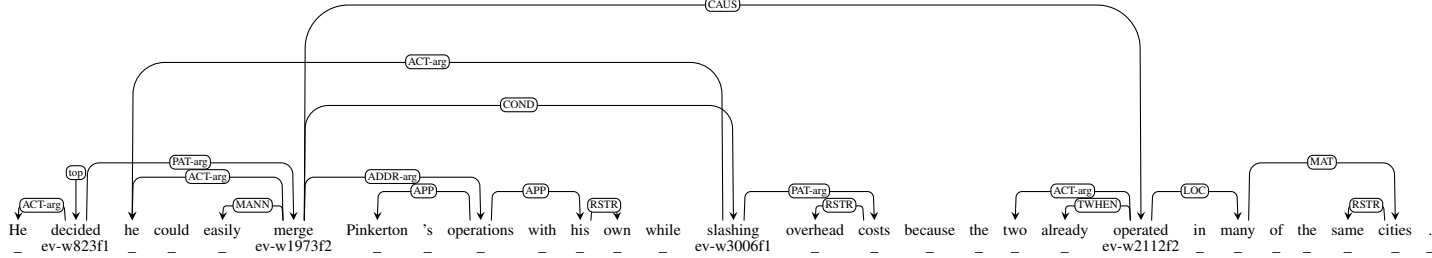 CAUS
ACT-arg
COND
top PAT-arg MAT
ACT-arg ADDR-arg
APP APP PAT-arg ACT-arg LOC
ACT-arg MANN RSTR RSTR TWHEN RSTR
He decided he could easily merge Pinkerton 's operations with his own while slashing overhead costs because the two already operated in many of the same cities .
_ ev-w823f1 _ _ _ ev-w1973f2 _ _ _ _ _ _ _ ev-w3006f1 _ _ _ _ _ _ ev-w2112f2 _ _ _ _ _ _ _